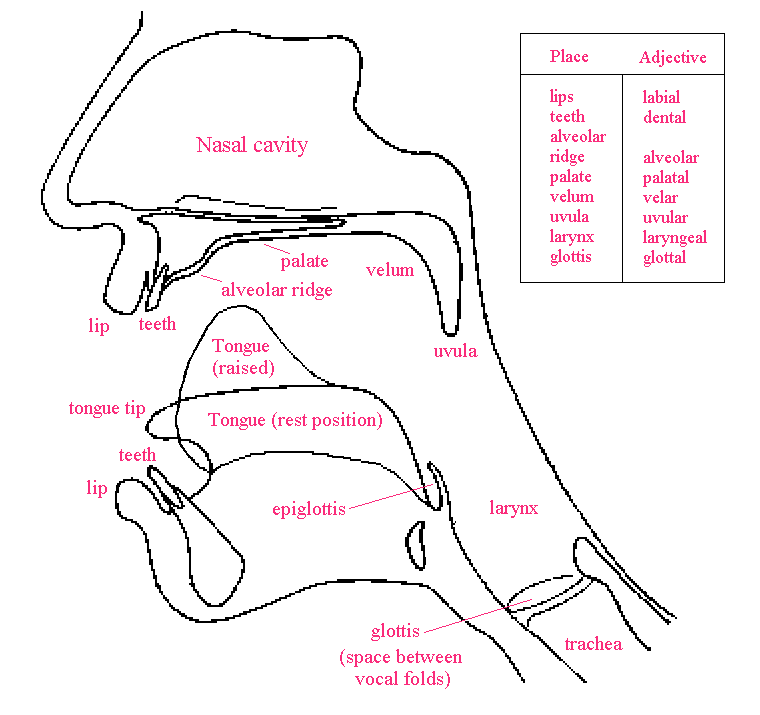 Place Adjective
lips labial
teeth dental
alveolar
ridge alveolar
palate palatal
velum velar
uvula uvular
larynx laryngeal
glottis glottal
Nasal cavity
palate
velum
alveolar ridge
lip
teeth
uvula
Tongue
(raised)
tongue tip
Tongue (rest position)
teeth
lip
epiglottis
larynx
glottis
(space between
vocal folds)
trachea